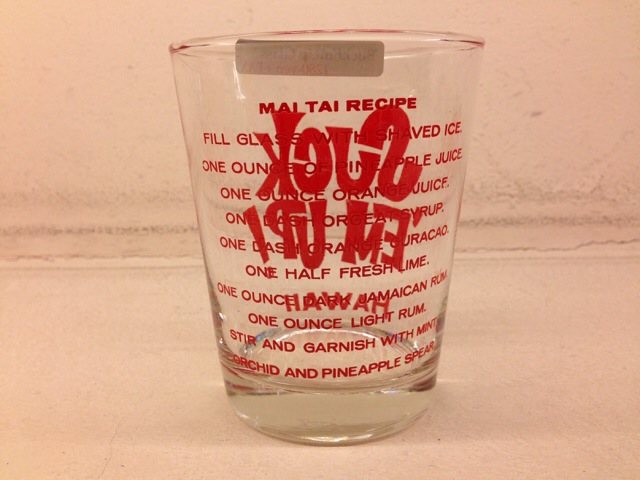 MAI TAI RECIPE
FILL GLASS WITH SHAVED ICE.
ONE OUNCE OF PINEAPPLE JUICE.
ONE OUNCE ORANGE JUICE.
ONE DASH ORGEAT SYRUP.
ONE DASH ORANGE CURACAO.
ONE HALF FRESH LIME.
ONE OUNCE DARK JAMAICAN RUM.
ONE OUNCE LIGHT RUM.
STIR AND GARNISH WITH MINT
ORCHID AND PINEAPPLE SPEAR.
SUCK
'EM UP!
HAWAII